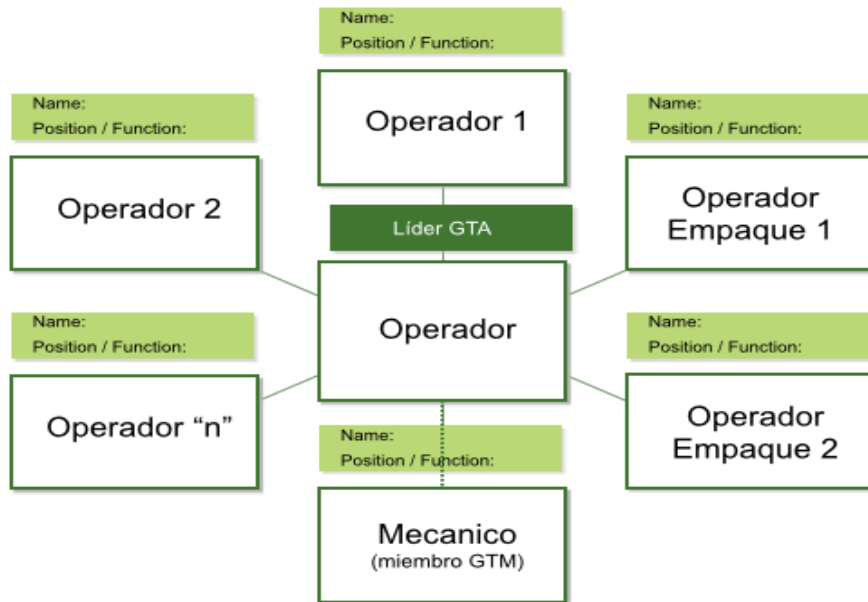 Name:
Position / Function:
Operador 1
Name:
Position / Function:
Operador 2
Name:
Position / Function:
Operador
Empaque 1
Líder GTA
Operador
Name:
Position / Function:
Operador "n"
Name:
Position / Function:
Operador
Empaque 2
Name:
Position / Function:
Mecanico
(miembro GTM)